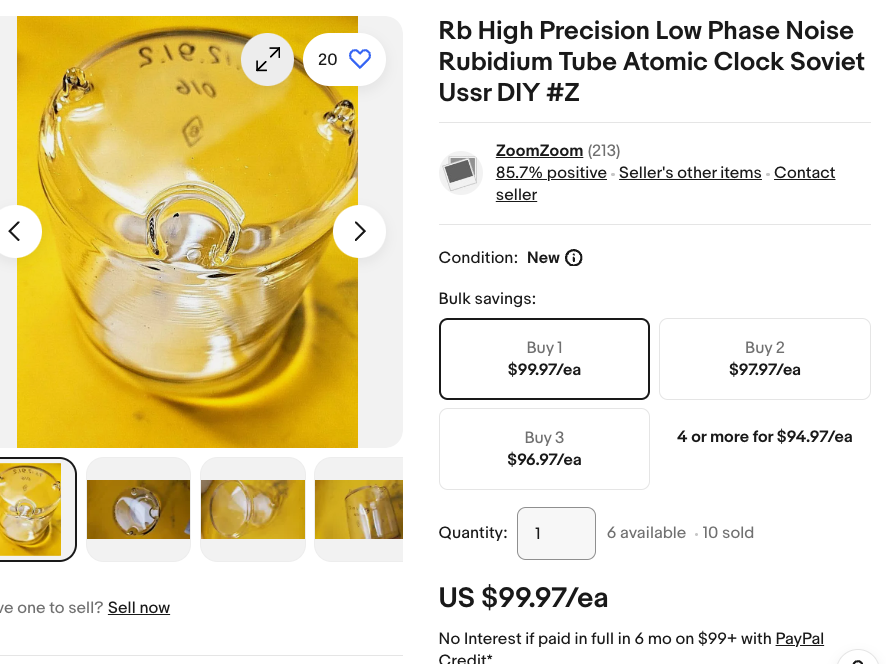 20
Rb High Precision Low Phase Noise
Rubidium Tube Atomic Clock Soviet
Ussr DIY #Z
ZoomZoom (213)
85.7% positive · Seller's other items · Contact
seller
Condition: New
Bulk savings:
Buy 1
$99.97/ea
Buy 2
$97.97/ea
Buy 3
$96.97/ea
4 or more for $94.97/ea
Quantity: 1 6 available · 10 sold
US $99.97/ea
No Interest if paid in full in 6 mo on $99+ with PayPal
Credit*
ve one to sell? Sell now